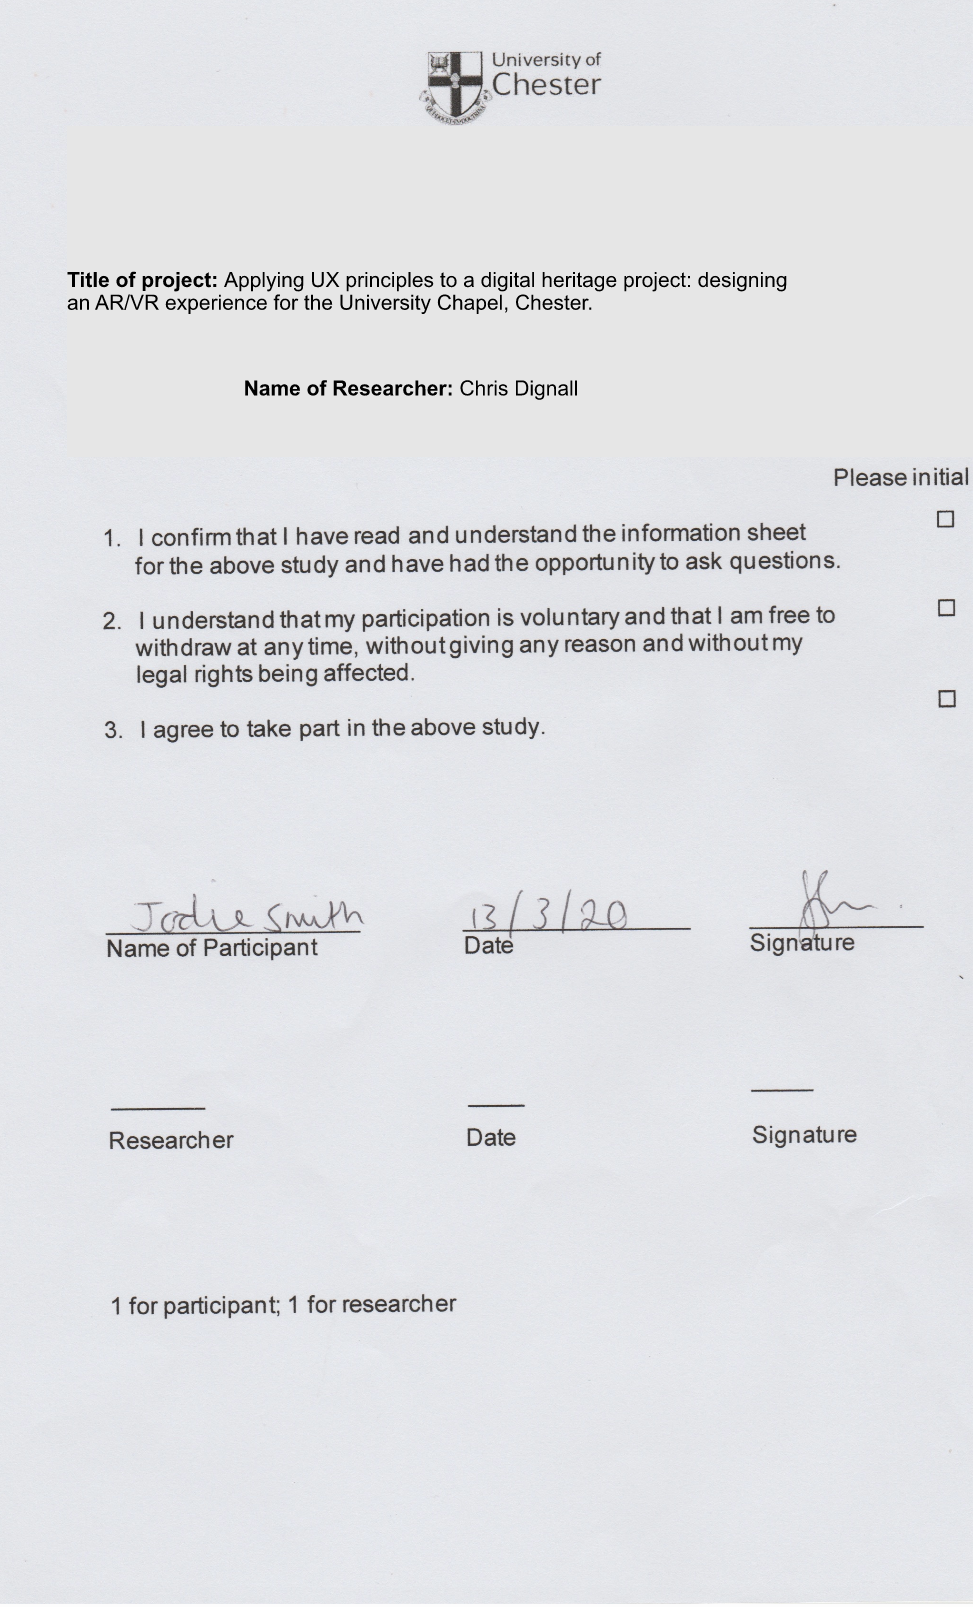 University of
Chester
Title of project: Applying UX principles to a digital heritage project: designing
an AR/VR experience for the University Chapel, Chester.
Name of Researcher: Chris Dignall
Please initial
1. I confirm that I have read and understand the information sheet
for the above study and have had the opportunity to ask questions.
2. I understand that my participation is voluntary and that I am free to
withdraw at any time, without giving any reason and without my
legal rights being affected.
3. I agree to take part in the above study.
Jodie Smith 13/3/20
Name of Participant Date Signature
Researcher Date Signature
1 for participant; 1 for researcher